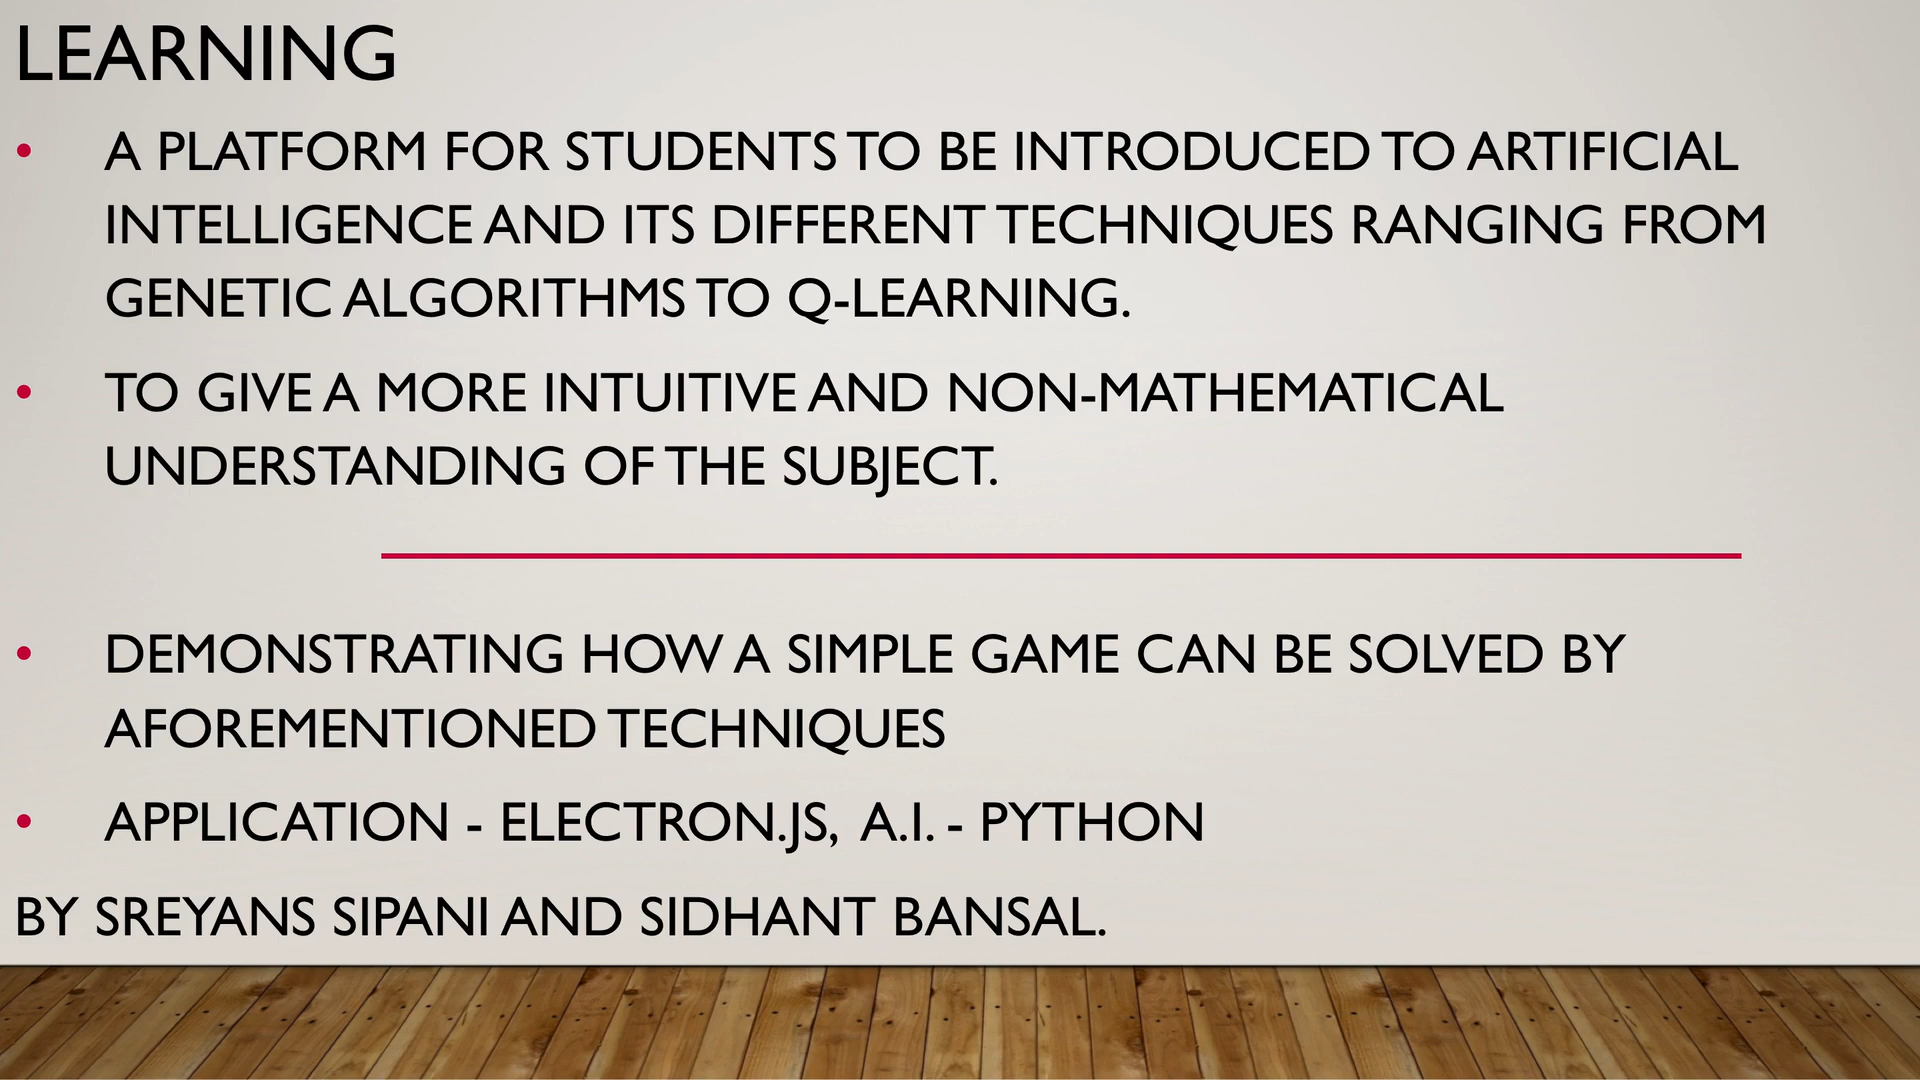 LEARNING
• A PLATFORM FOR STUDENTS TO BE INTRODUCED TO ARTIFICIAL
INTELLIGENCE AND ITS DIFFERENT TECHNIQUES RANGING FROM
GENETIC ALGORITHMS TO Q-LEARNING.
• TO GIVE A MORE INTUITIVE AND NON-MATHEMATICAL
UNDERSTANDING OF THE SUBJECT.
• DEMONSTRATING HOW A SIMPLE GAME CAN BE SOLVED BY
AFOREMENTIONED TECHNIQUES
• APPLICATION - ELECTRON.JS, A.I. - PYTHON
BY SREYANS SIPANI AND SIDHANT BANSAL.